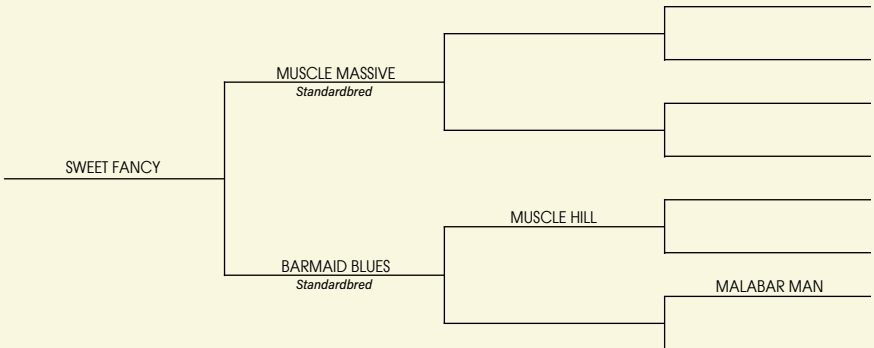 MUSCLE MASSIVE
Standardbred
SWEET FANCY
MUSCLE HILL
BARMAID BLUES
Standardbred
MALABAR MAN